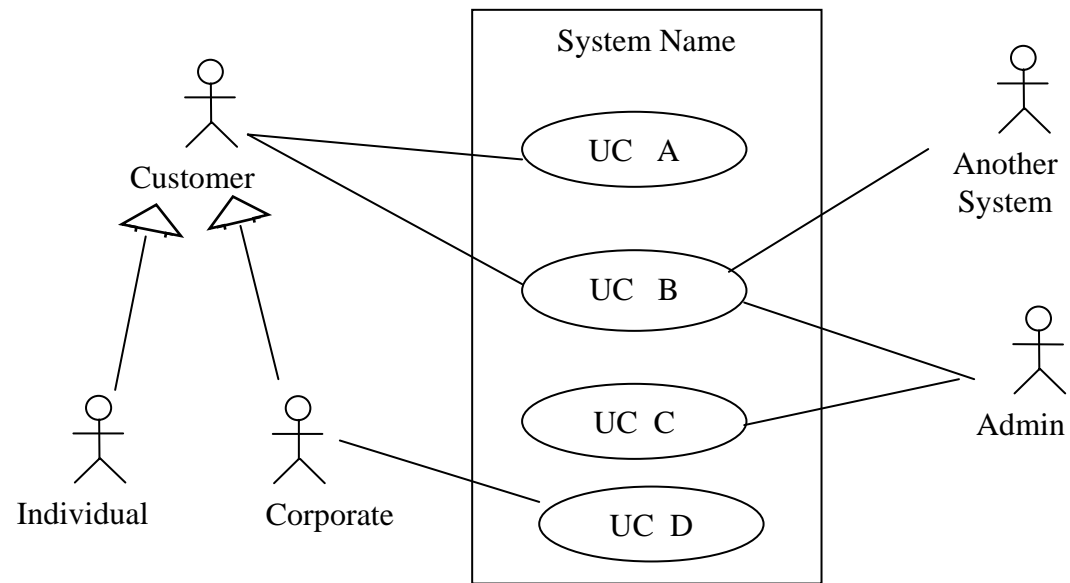 System Name
UC A
Customer
Another
System
UC B
UC C
Admin
Individual
Corporate
UC D